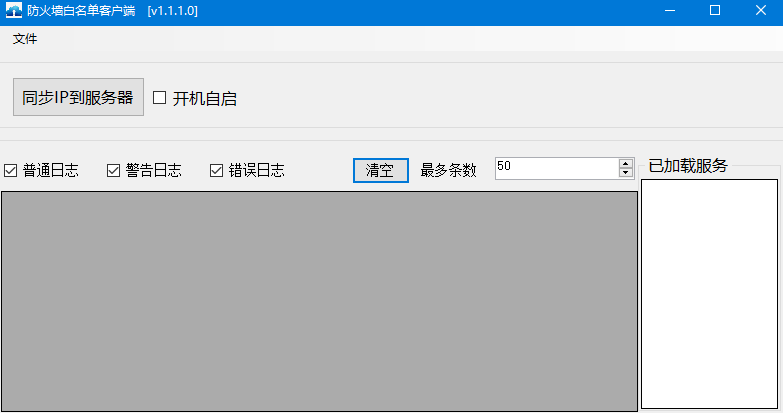 防火墙白名单客户端 [v1.1.1.0]
文件
同步IP到服务器 开机自启
普通日志 警告日志 错误日志 清空 最多条数 50 已加载服务